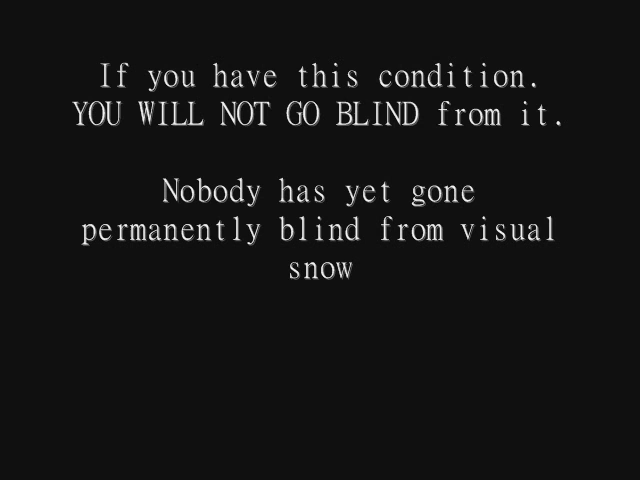 If you have this condition.
YOU WILL NOT GO BLIND from it.
Nobody has yet gone
permanently blind from visual
snow